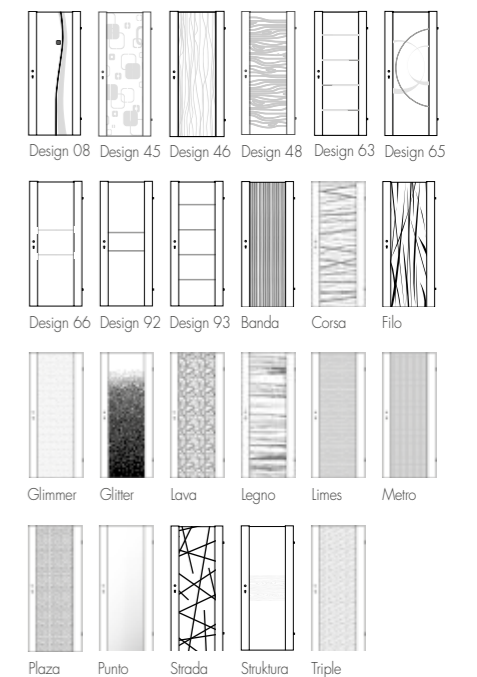 Design 08 Design 45 Design 46 Design 48 Design 63 Design 65
Design 66 Design 92 Design 93 Banda Corsa Filo
Glimmer Glitter Lava Legno Limes Metro
Plaza Punto Strada Struktura Triple